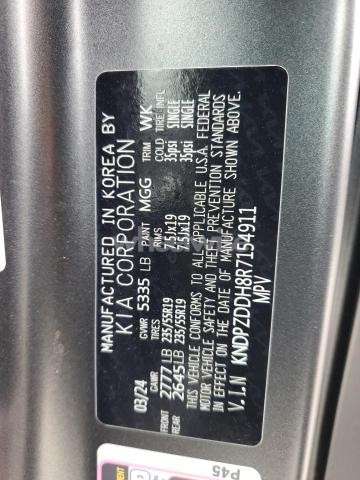 MANUFACTURED IN KOREA BY
KIA CORPORATION
03/24 GVWR 5335 LB PAINT MGG TRIM WK
GAWR TIRES RIMS COLD TIRE INFL
FRONT 2777 LB 235/55R19 7.5Jx19 35psi SINGLE
REAR 2645 LB 235/55R19 7.5Jx19 35psi SINGLE
THIS VEHICLE CONFORMS TO ALL APPLICABLE U.S.A. FEDERAL
MOTOR VEHICLE SAFETY AND THEFT PREVENTION STANDARDS
IN EFFECT ON THE DATE OF MANUFACTURE SHOWN ABOVE.
V.I.N KNDPZDDH8R7154911
MPV
P45